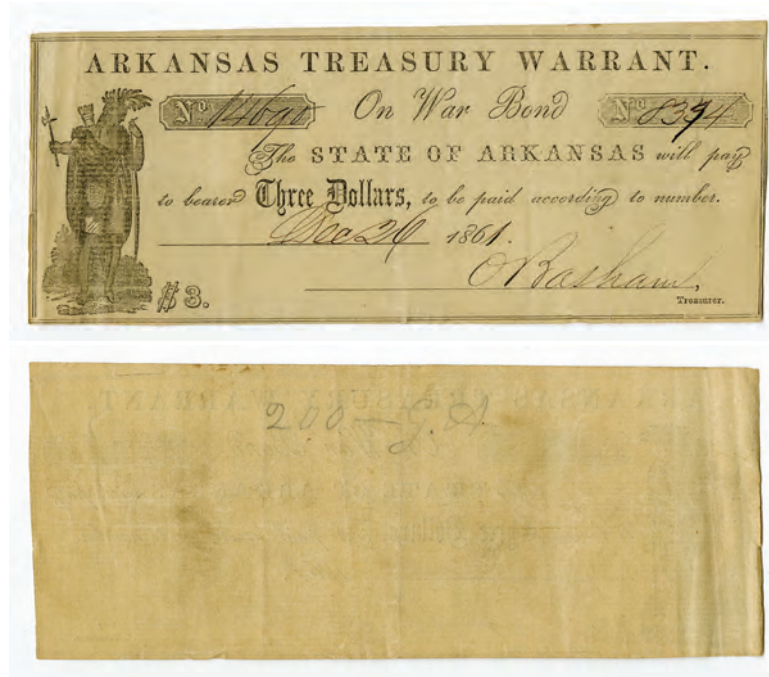 ARKANSAS TREASURY WARRANT.
Nº 14690 On War Bond Nº 8394
The STATE OF ARKANSAS will pay
to bearer Three Dollars, to be paid according to number.
Dec 26 1861.
O Basham,
Treasurer.
$3.
200— G. A.